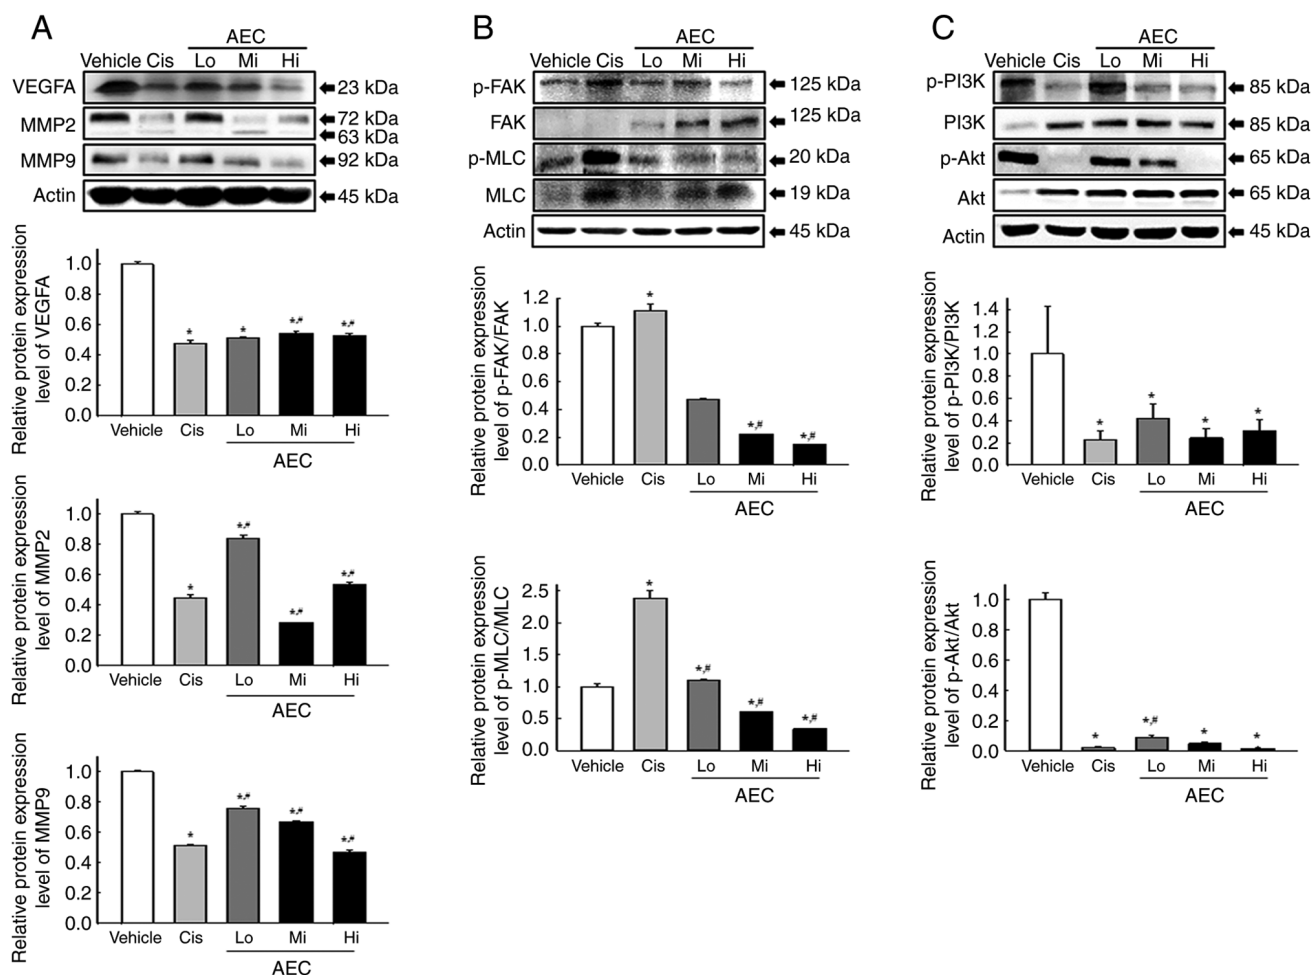 A
AEC
Vehicle Cis Lo Mi Hi
VEGFA 23 kDa
MMP2 72 kDa
63 kDa
MMP9 92 kDa
Actin 45 kDa
Relative protein expression
level of VEGFA
1.0
0.8
0.6
0.4
0.2
0.0
* * *,# *,#
Vehicle Cis Lo Mi Hi
AEC
Relative protein expression
level of MMP2
1.0
0.8
0.6
0.4
0.2
0.0
* *,# *,# *,#
Vehicle Cis Lo Mi Hi
AEC
Relative protein expression
level of MMP9
1.0
0.8
0.6
0.4
0.2
0.0
* *,# *,# *,#
Vehicle Cis Lo Mi Hi
AEC
B
AEC
Vehicle Cis Lo Mi Hi
p-FAK 125 kDa
FAK 125 kDa
p-MLC 20 kDa
MLC 19 kDa
Actin 45 kDa
Relative protein expression
level of p-FAK/FAK
1.2
1.0
0.8
0.6
0.4
0.2
0.0
* *,# *,#
Vehicle Cis Lo Mi Hi
AEC
Relative protein expression
level of p-MLC/MLC
2.5
2.0
1.5
1.0
0.5
0.0
* *,# *,# *,#
Vehicle Cis Lo Mi Hi
AEC
C
AEC
Vehicle Cis Lo Mi Hi
p-PI3K 85 kDa
PI3K 85 kDa
p-Akt 65 kDa
Akt 65 kDa
Actin 45 kDa
Relative protein expression
level of p-PI3K/PI3K
1.4
1.2
1.0
0.8
0.6
0.4
0.2
0.0
* * * *
Vehicle Cis Lo Mi Hi
AEC
Relative protein expression
level of p-Akt/Akt
1.0
0.8
0.6
0.4
0.2
0.0
* *,# * *
Vehicle Cis Lo Mi Hi
AEC